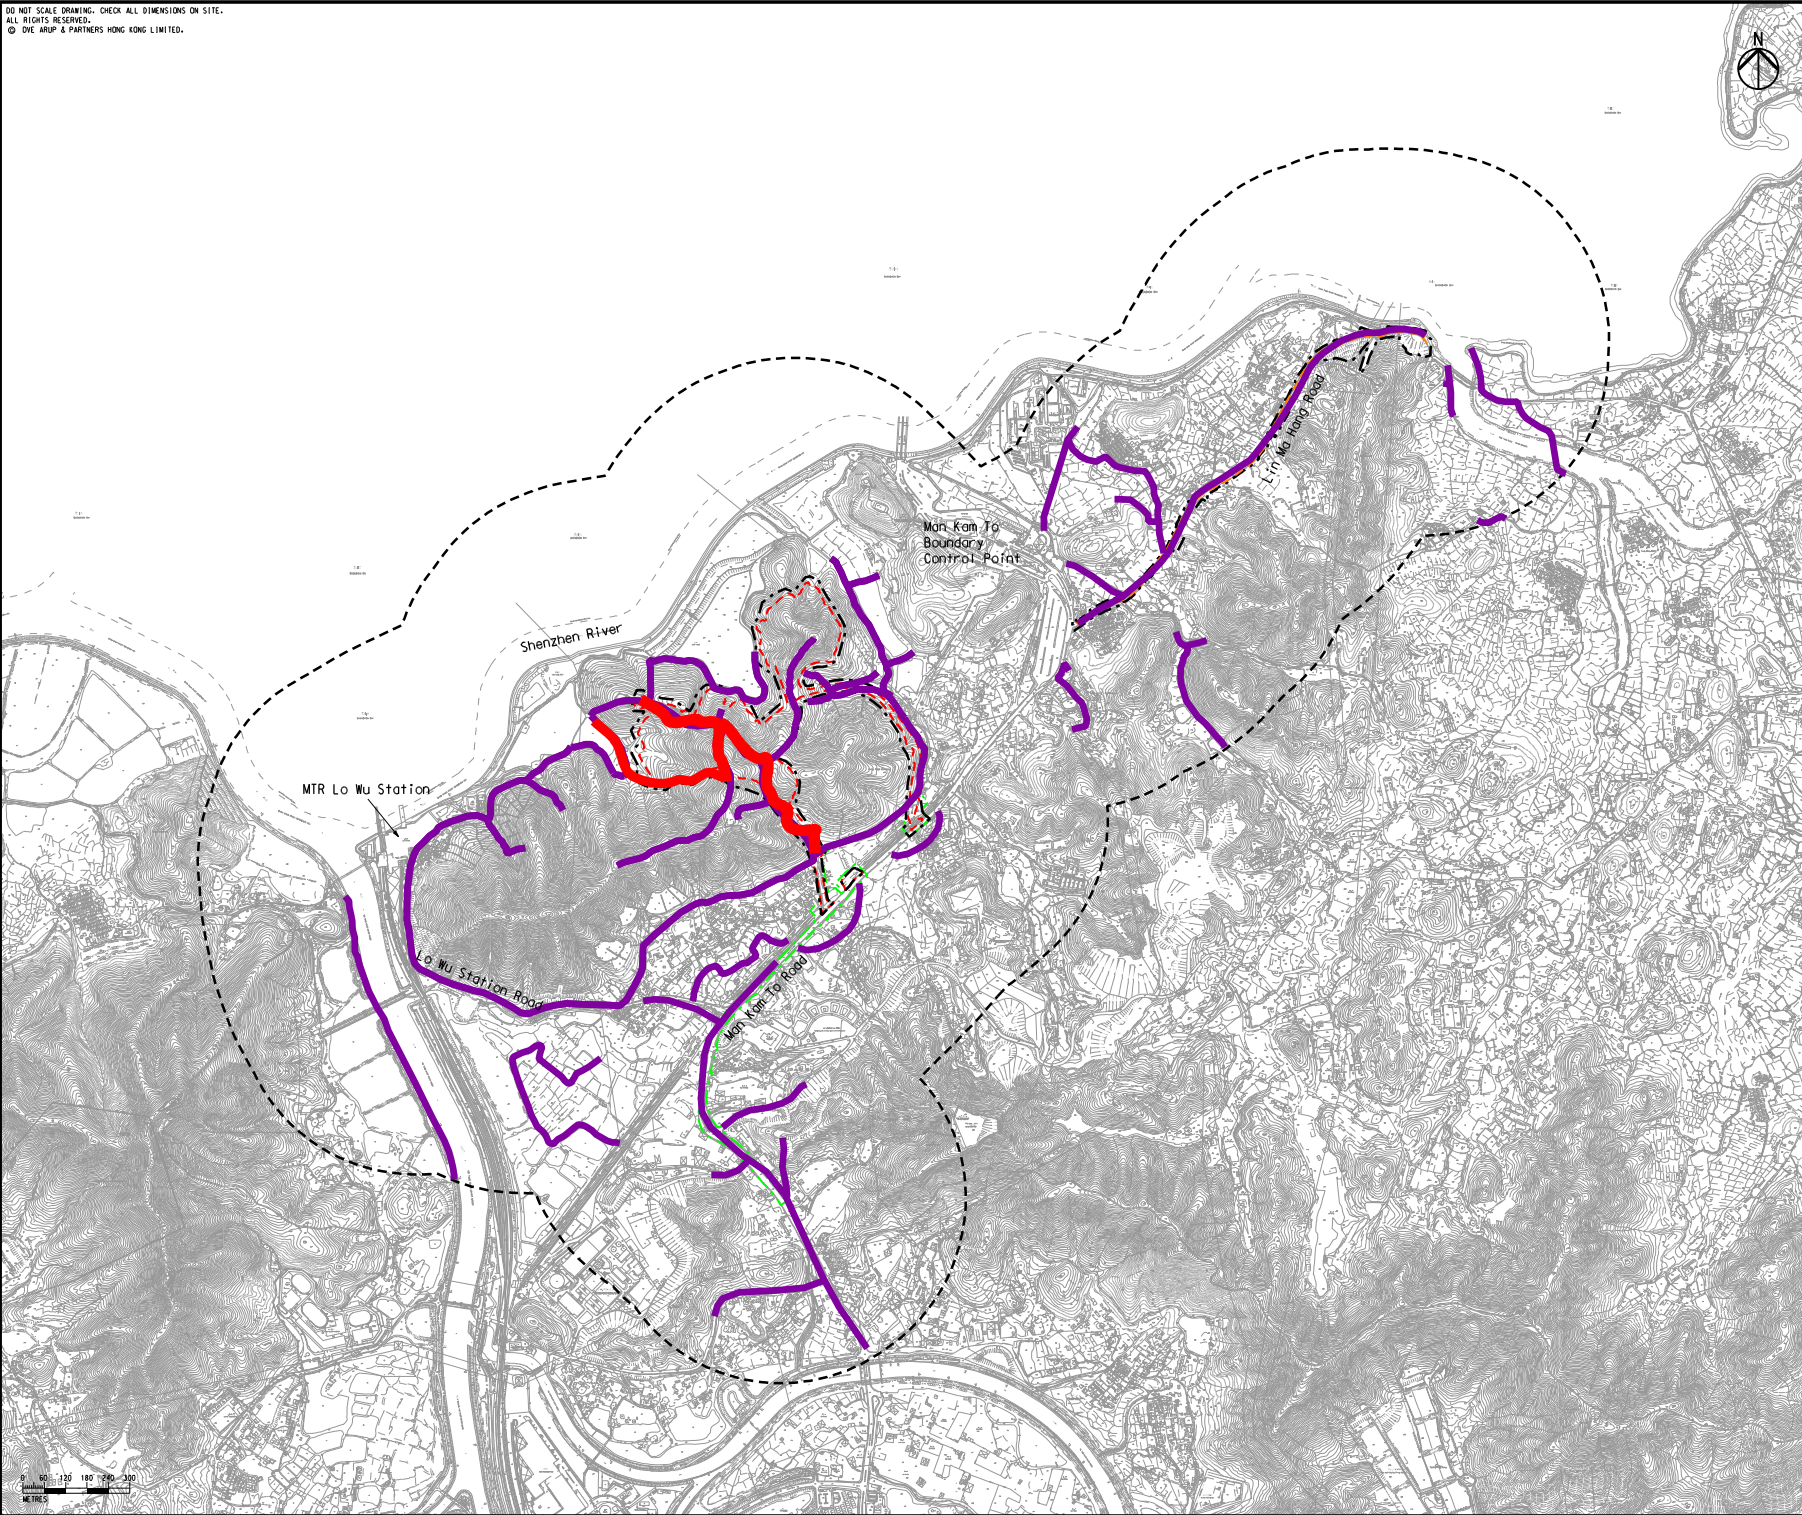 DO NOT SCALE DRAWING. CHECK ALL DIMENSIONS ON SITE.
ALL RIGHTS RESERVED.
© OVE ARUP & PARTNERS HONG KONG LIMITED.
N
Lin Ma Hang Road
Man Kam To
Boundary
Control Point
Shenzhen River
MTR Lo Wu Station
Lo Wu Station Road
Man Kam To Road
0 60 120 180 240 300
METRES